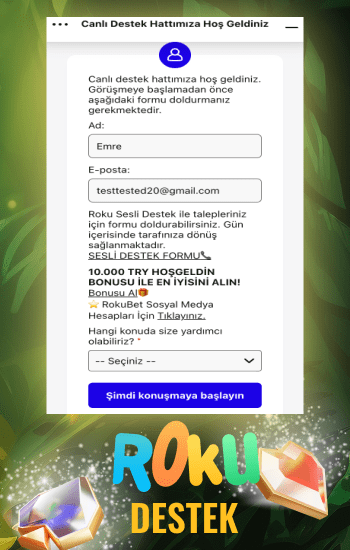 Canlı Destek Hattımıza Hoş Geldiniz
Canlı destek hattımıza hoş geldiniz.
Görüşmeye başlamadan önce
aşağıdaki formu doldurmanız
gerekmektedir.
Ad:
Emre
E-posta:
testtested20@gmail.com
Roku Sesli Destek ile talepleriniz
için formu doldurabilirsiniz. Gün
içerisinde tarafınıza dönüş
sağlanmaktadır.
SESLİ DESTEK FORMU📞
10.000 TRY HOŞGELDİN
BONUSU İLE EN İYİSİNİ ALIN!
Bonusu Al🎁
⭐ RokuBet Sosyal Medya
Hesapları İçin Tıklayınız.
Hangi konuda size yardımcı
olabiliriz? *
-- Seçiniz --
Şimdi konuşmaya başlayın
ROKU
DESTEK